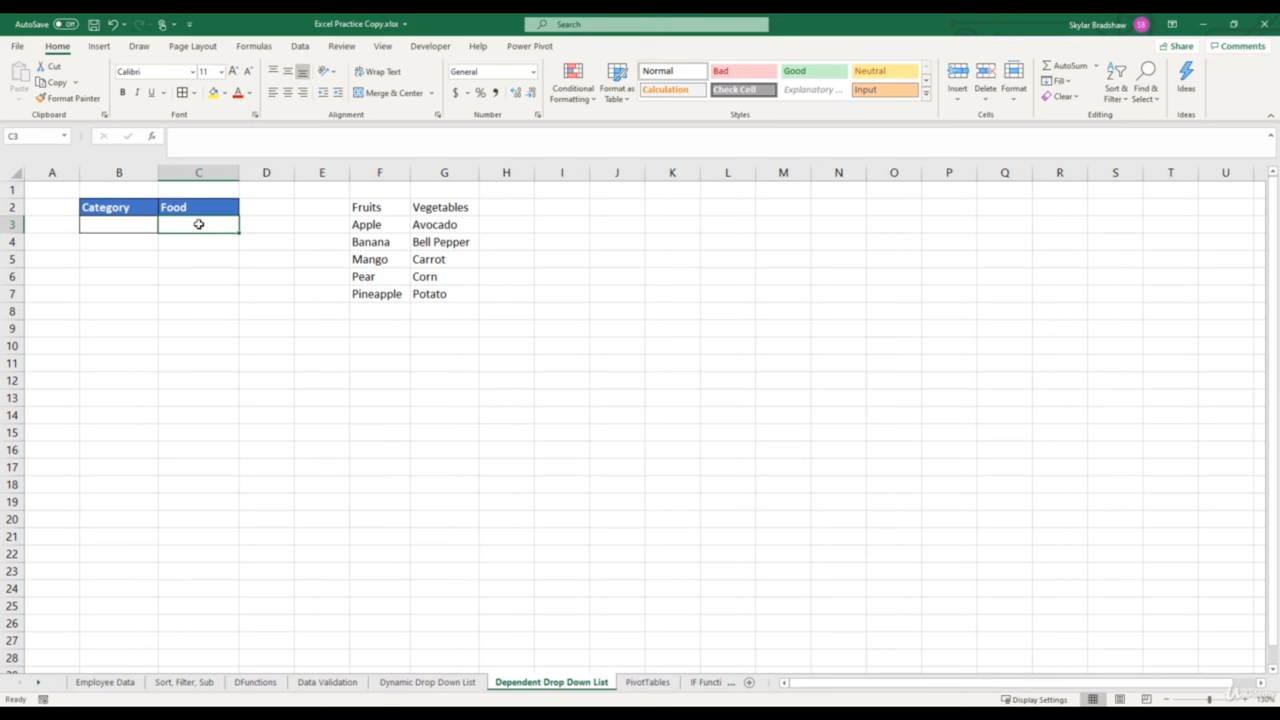 AutoSave Off
Excel Practice Copy.xlsx
Search
Skylar Bradshaw SB
File Home Insert Draw Page Layout Formulas Data Review View Developer Help Power Pivot
Share Comments
Paste
Cut
Copy
Format Painter
Clipboard
Calibri 11
B I U
Font
Wrap Text
Merge & Center
Alignment
General
$ % ,
Number
Conditional Formatting
Format as Table
Normal Bad Good Neutral
Calculation Check Cell Explanatory ... Input
Styles
Insert Delete Format
Cells
AutoSum
Fill
Clear
Sort & Filter
Find & Select
Editing
Ideas
Ideas
C3
fx
A B C D E F G H I J K L M N O P Q R S T U
1
2 Category Food Fruits Vegetables
3 Apple Avocado
4 Banana Bell Pepper
5 Mango Carrot
6 Pear Corn
7 Pineapple Potato
8
9
10
11
12
13
14
15
16
17
18
19
20
21
22
23
24
25
26
27
28
Employee Data Sort, Filter, Sub DFunctions Data Validation Dynamic Drop Down List Dependent Drop Down List PivotTables IF Functi ...
Ready
Display Settings
130%